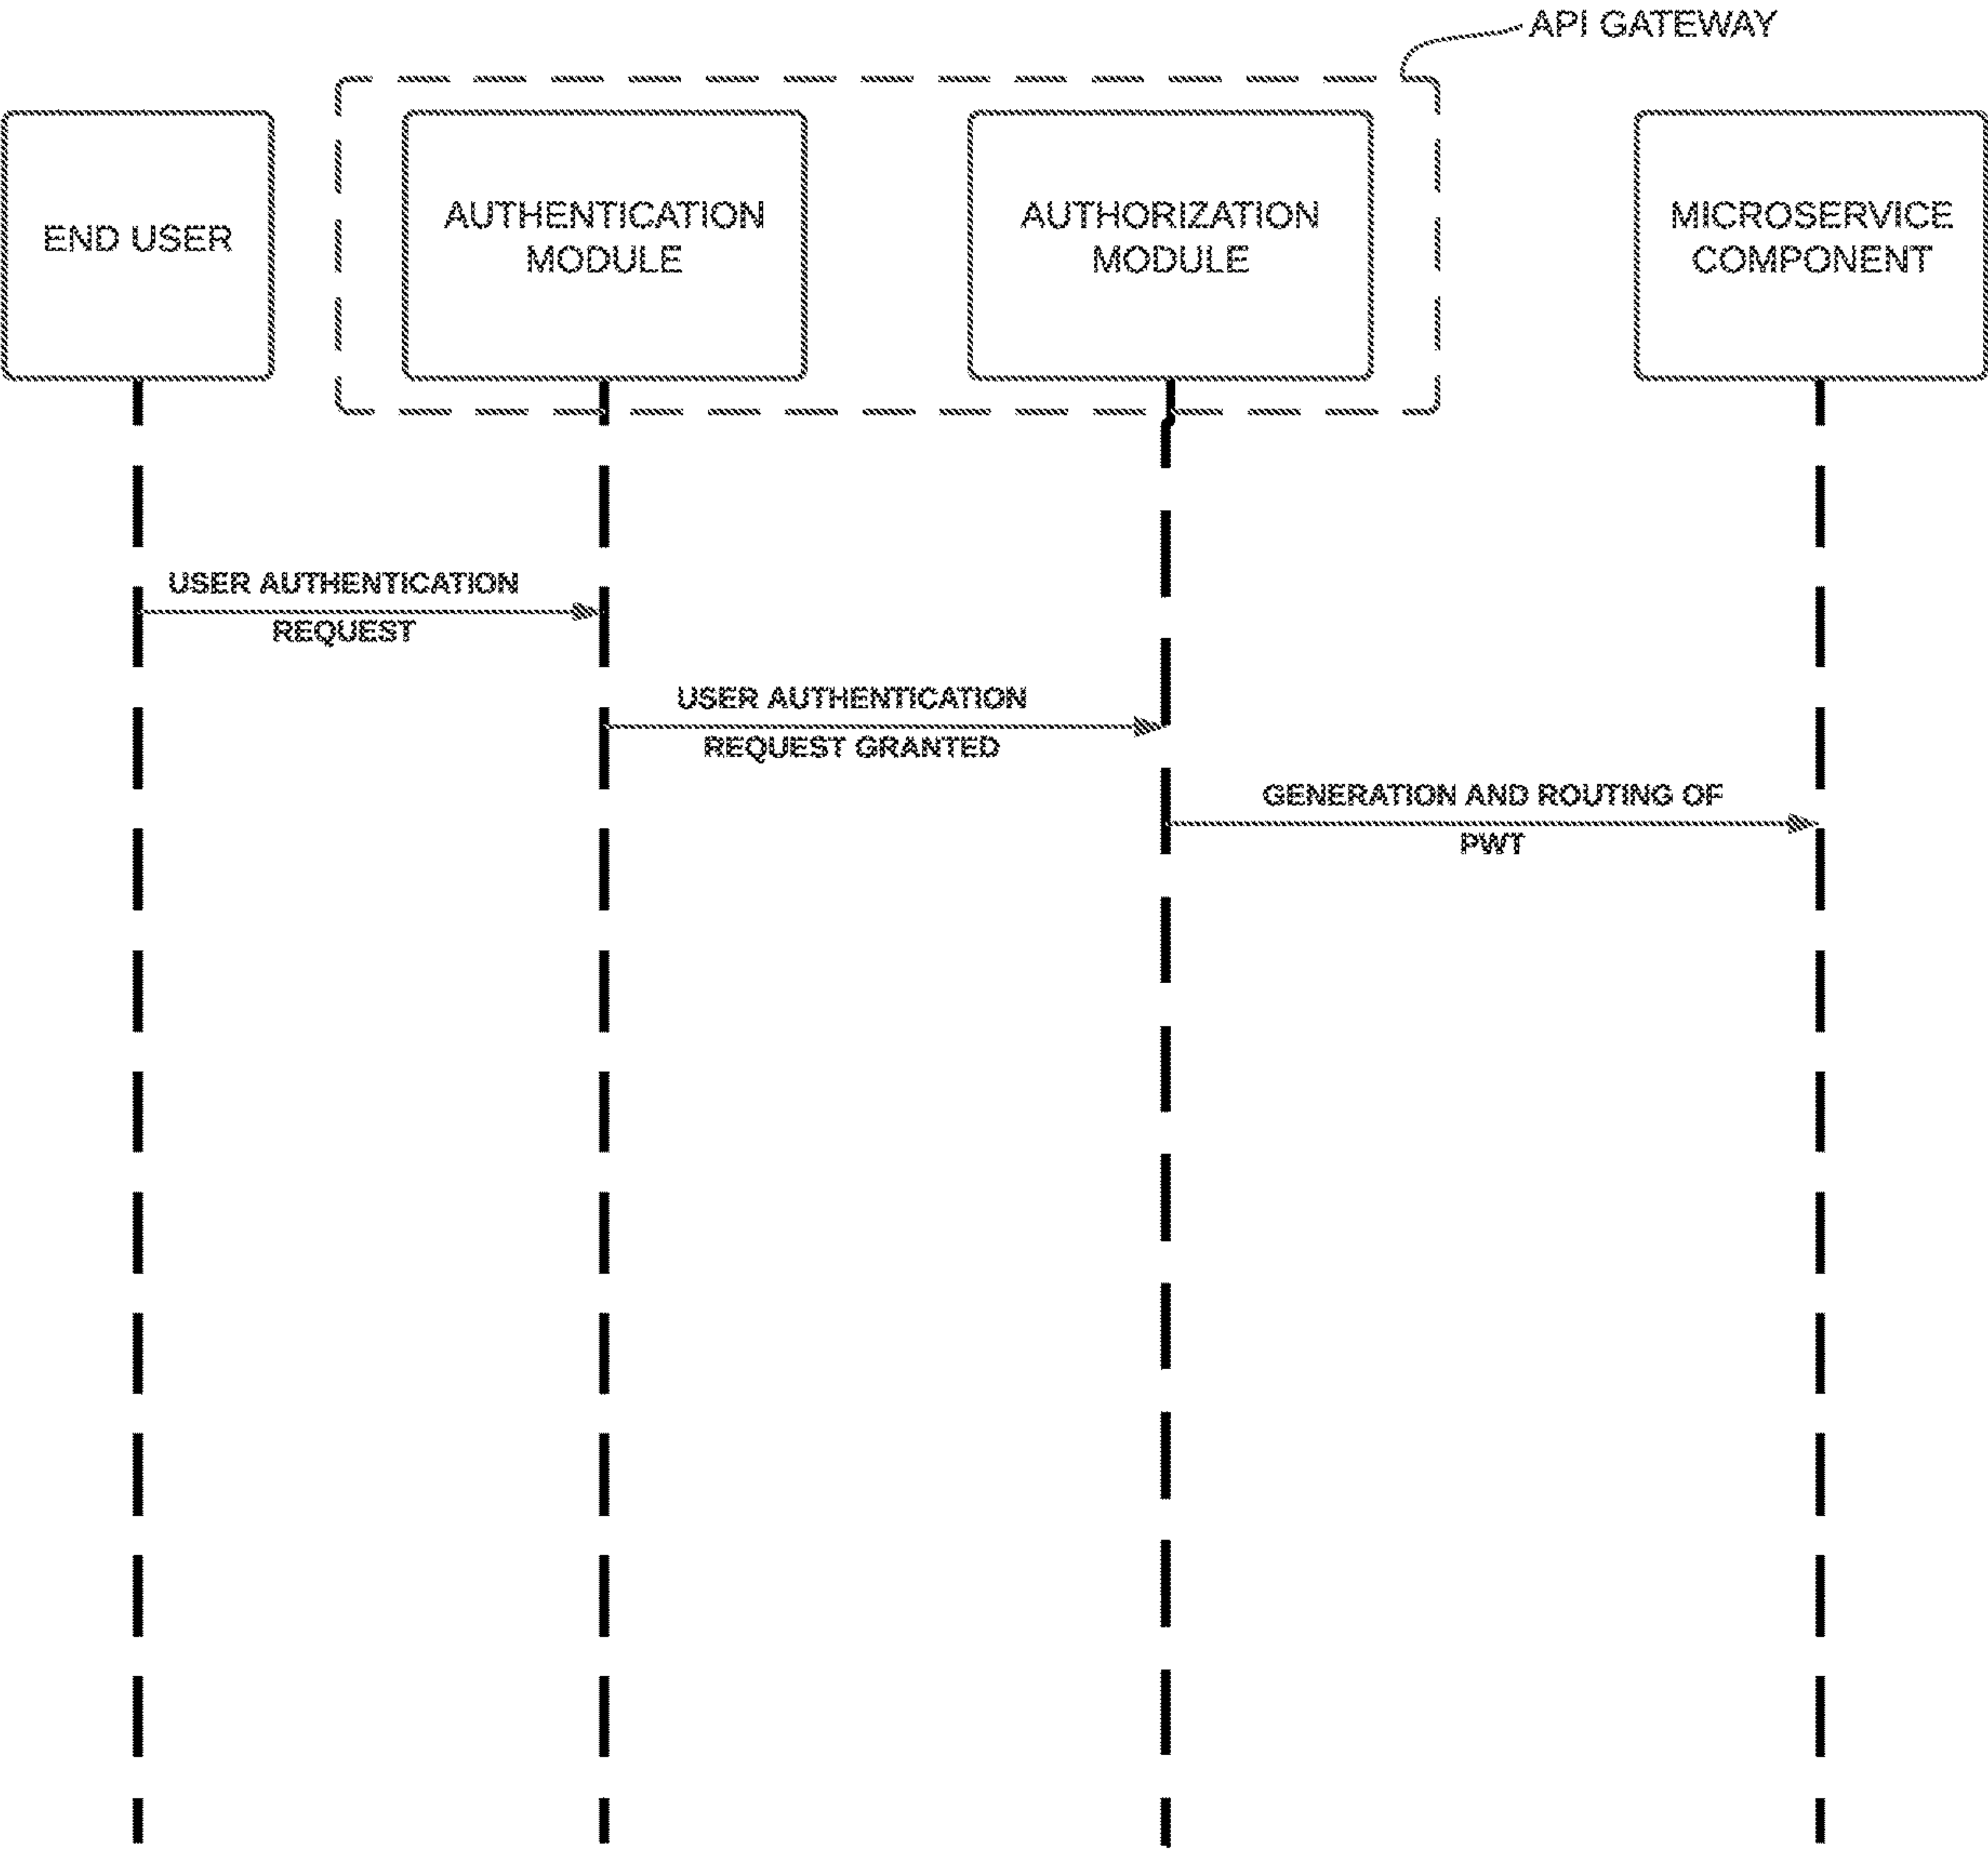 API GATEWAY
END USER
AUTHENTICATION
MODULE
AUTHORIZATION
MODULE
MICROSERVICE
COMPONENT
USER AUTHENTICATION
REQUEST
USER AUTHENTICATION
REQUEST GRANTED
GENERATION AND ROUTING OF
PWT